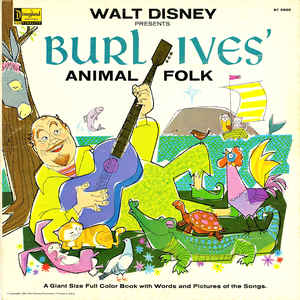 Disneyland
WALT DISNEY
PRESENTS
BURL IVES'
ANIMAL FOLK
A Giant Size Full Color Book with Words and Pictures of the Songs.